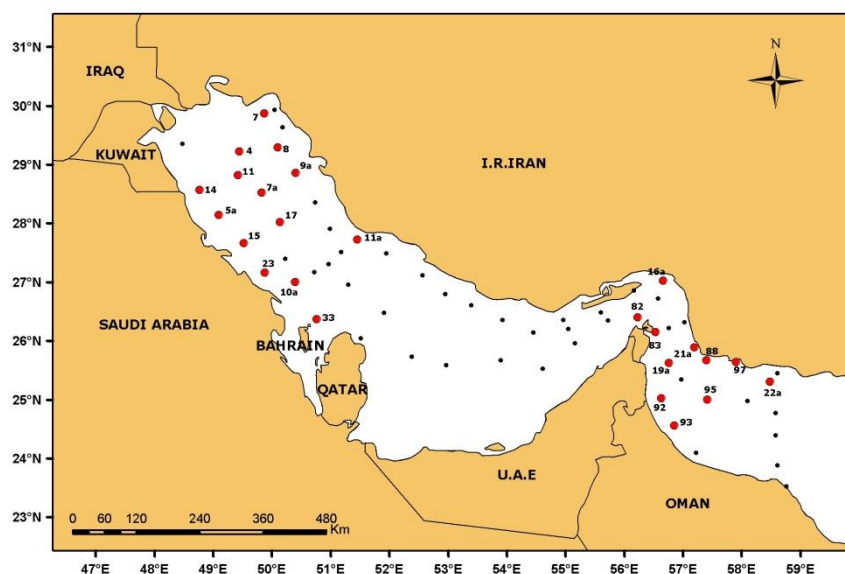 N
31°N
30°N
29°N
28°N
27°N
26°N
25°N
24°N
23°N
IRAQ
KUWAIT
I.R.IRAN
SAUDI ARABIA
BAHRAIN
QATAR
U.A.E
OMAN
7
4
8
9a
11
7a
14
5a
17
15
11a
23
10a
33
16a
82
83
21a
88
19a
97
22a
92
95
93
0 60 120 240 360 480
Km
47°E 48°E 49°E 50°E 51°E 52°E 53°E 54°E 55°E 56°E 57°E 58°E 59°E